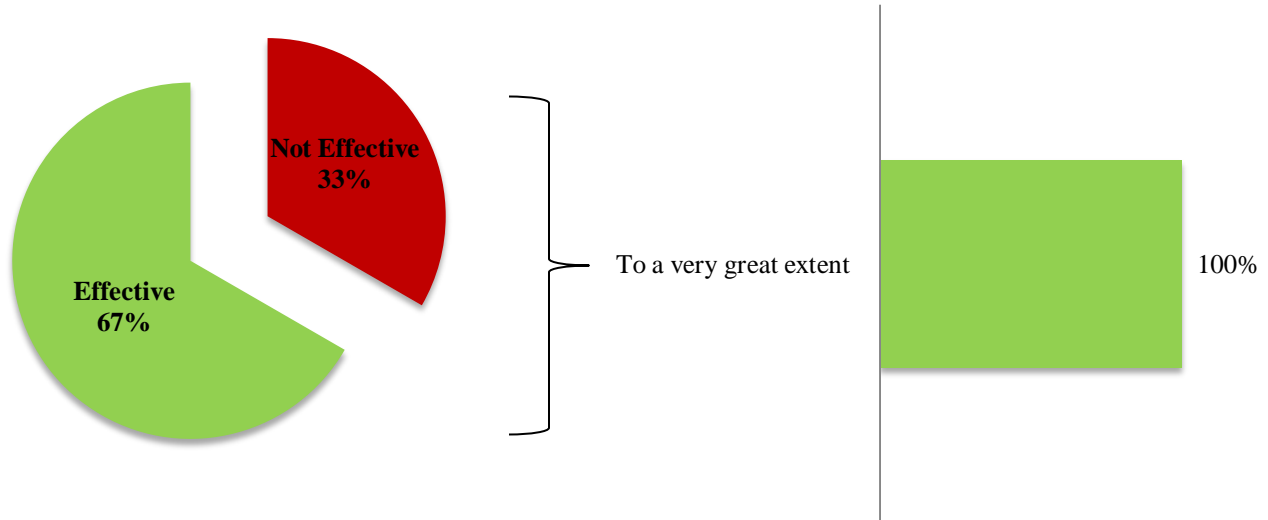 Not Effective
33%
Effective
67%
To a very great extent
100%